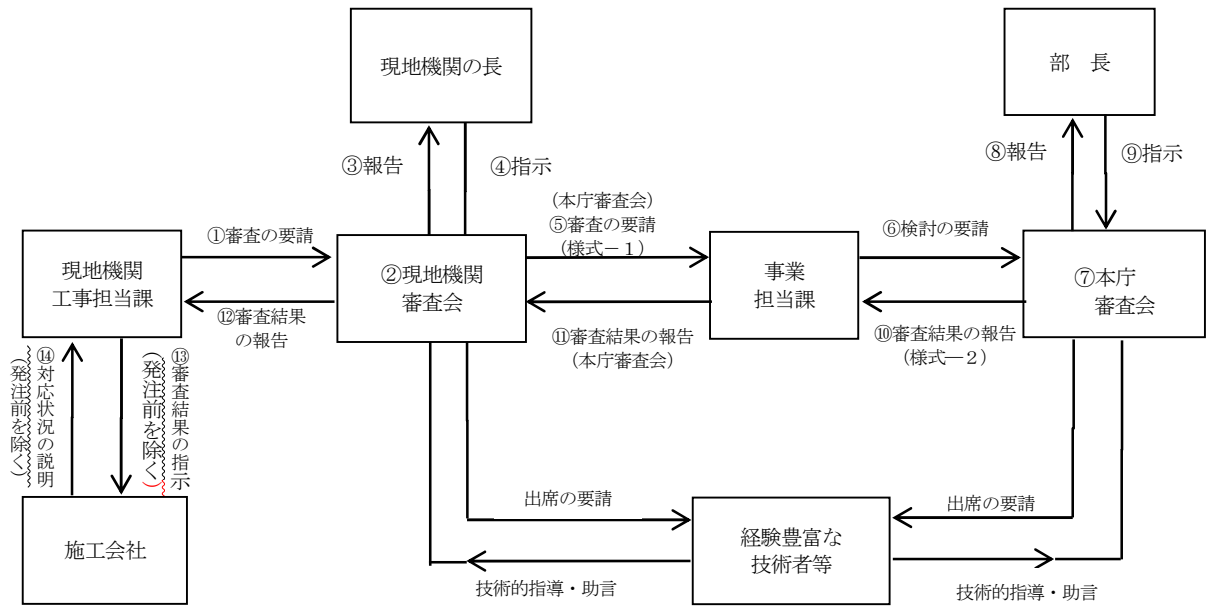 現地機関の長
部　長
③報告
④指示
⑧報告
⑨指示
(本庁審査会)
⑤審査の要請
(様式－１)
①審査の要請
⑥検討の要請
現地機関
工事担当課
②現地機関
審査会
事業
担当課
⑦本庁
審査会
⑫審査結果
の報告
⑪審査結果の報告
(本庁審査会)
⑩審査結果の報告
(様式―２)
⑬審査結果の指示
(発注前を除く)
⑭対応状況の説明
(発注前を除く)
施工会社
出席の要請
出席の要請
経験豊富な
技術者等
技術的指導・助言
技術的指導・助言